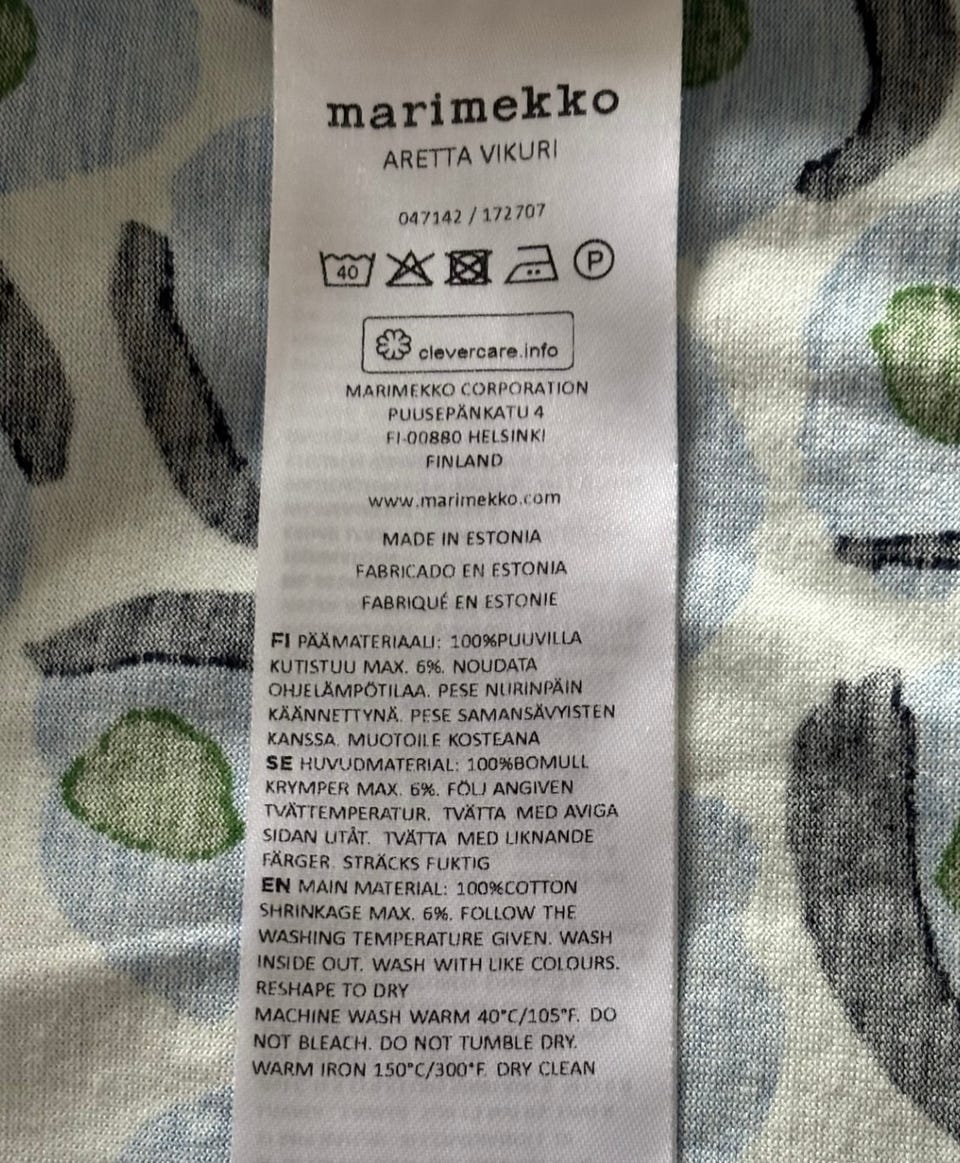 marimekko
ARETTA VIKURI
047142 / 172707
40 P
clevercare.info
MARIMEKKO CORPORATION
PUUSEPÄNKATU 4
FI-00880 HELSINKI
FINLAND
www.marimekko.com
MADE IN ESTONIA
FABRICADO EN ESTONIA
FABRIQUÉ EN ESTONIE
FI PÄÄMATERIAALI: 100%PUUVILLA
KUTISTUU MAX. 6%. NOUDATA
OHJELÄMPÖTILAA. PESE NURINPÄIN
KÄÄNNETTYNÄ. PESE SAMANSÄVYISTEN
KANSSA. MUOTOILE KOSTEANA
SE HUVUDMATERIAL: 100%BOMULL
KRYMPER MAX. 6%. FÖLJ ANGIVEN
TVÄTTEMPERATUR. TVÄTTA MED AVIGA
SIDAN UTÅT. TVÄTTA MED LIKNANDE
FÄRGER. STRÄCKS FUKTIG
EN MAIN MATERIAL: 100%COTTON
SHRINKAGE MAX. 6%. FOLLOW THE
WASHING TEMPERATURE GIVEN. WASH
INSIDE OUT. WASH WITH LIKE COLOURS.
RESHAPE TO DRY
MACHINE WASH WARM 40°C/105°F. DO
NOT BLEACH. DO NOT TUMBLE DRY.
WARM IRON 150°C/300°F. DRY CLEAN